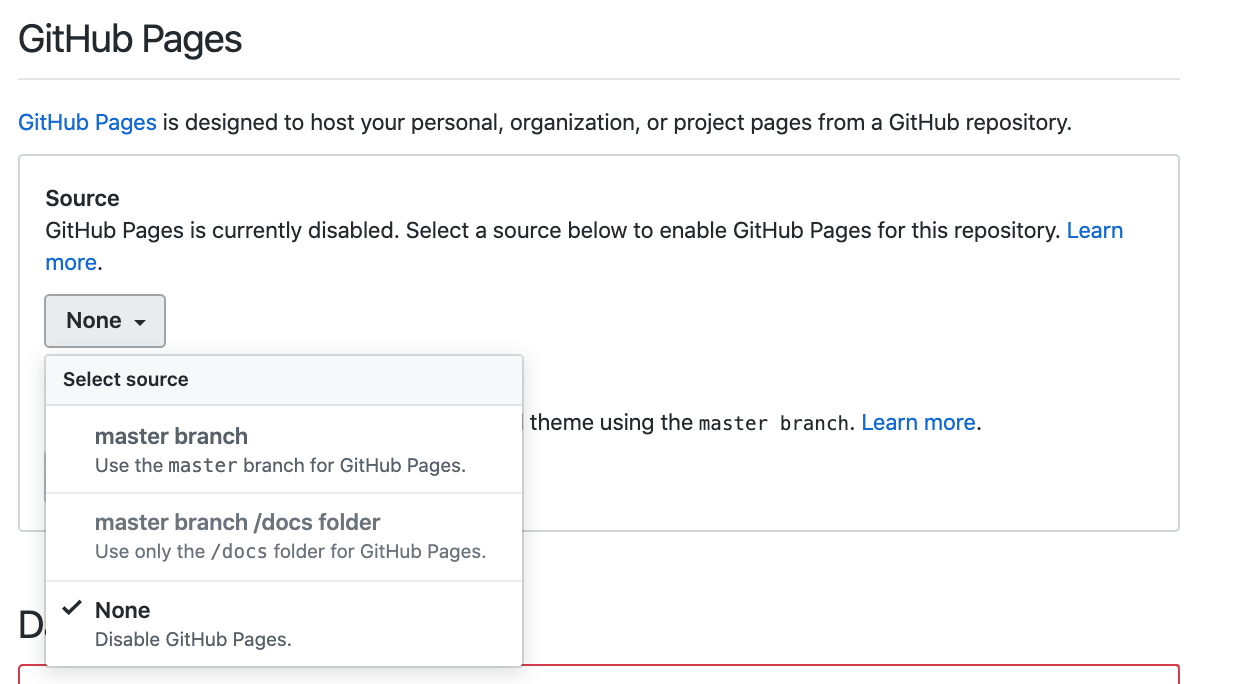 GitHub Pages
GitHub Pages is designed to host your personal, organization, or project pages from a GitHub repository.
Source
GitHub Pages is currently disabled. Select a source below to enable GitHub Pages for this repository. Learn
more.
None
Select source
theme using the master branch. Learn more.
master branch
Use the master branch for GitHub Pages.
master branch /docs folder
Use only the /docs folder for GitHub Pages.
None
Disable GitHub Pages.